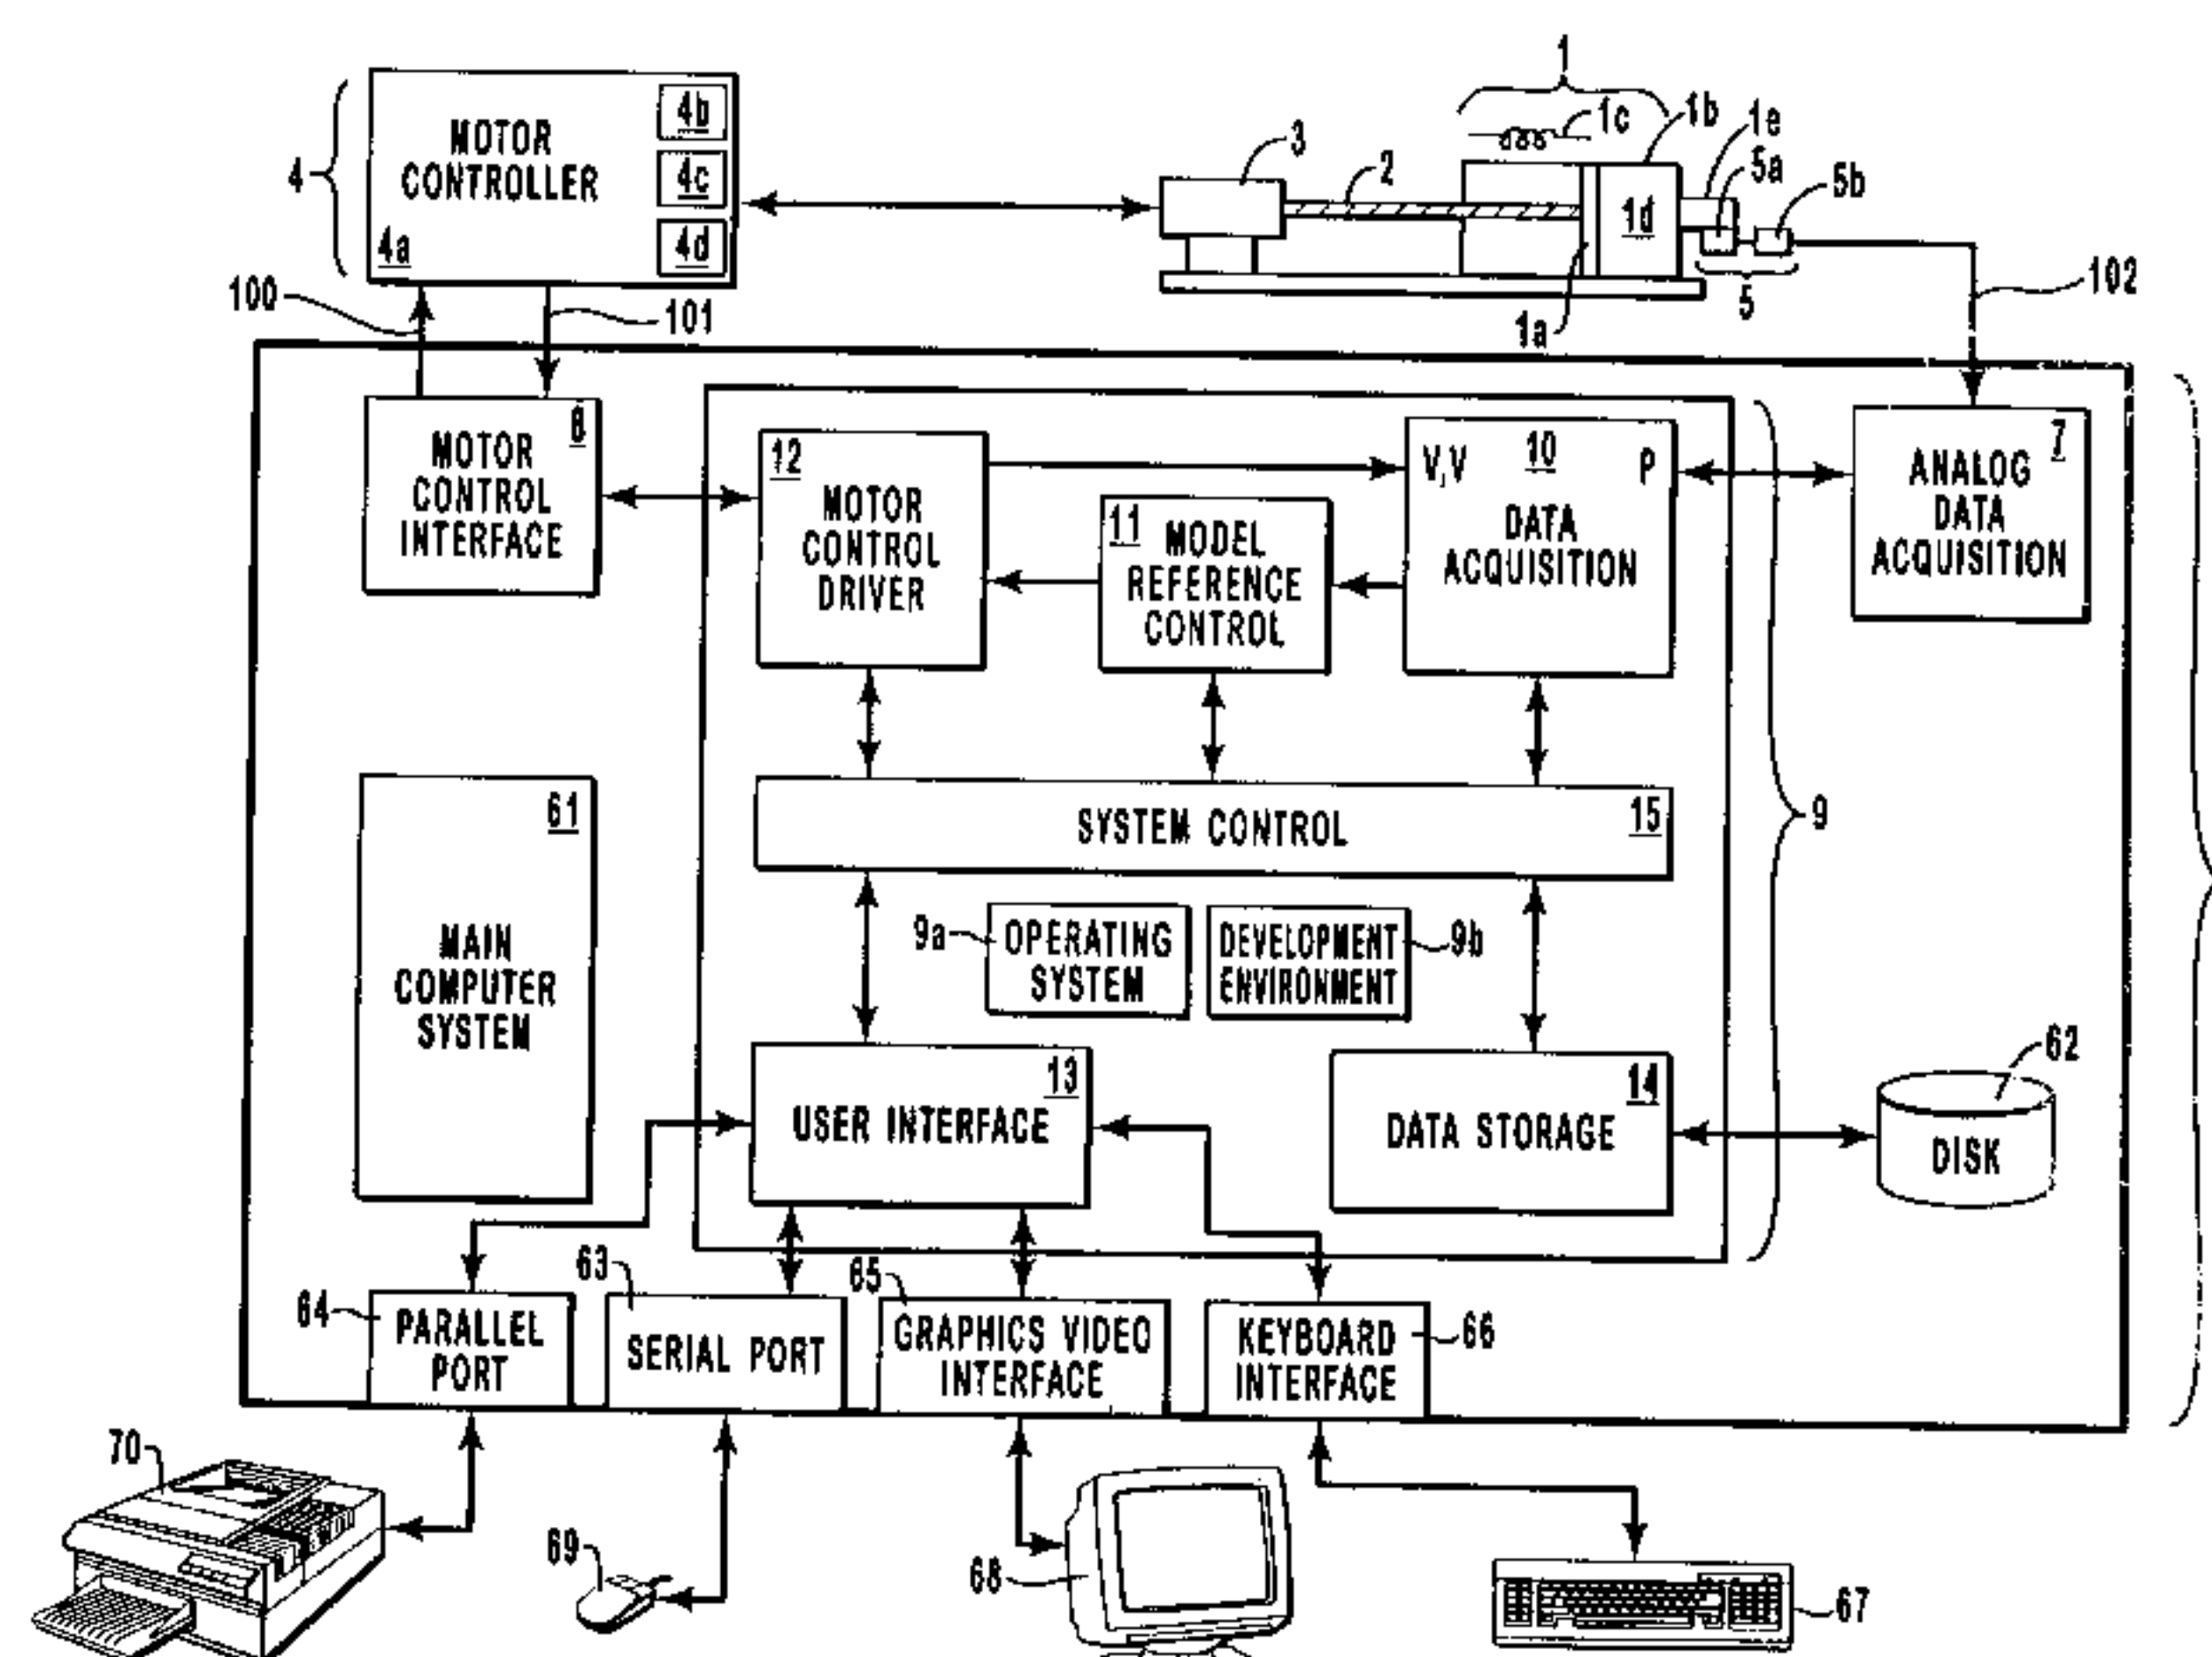 1
1c
1b
1e
5a
5b
3
2
1d
1a
5
102
4
MOTOR
CONTROLLER
4a
4b
4c
4d
100
101
8
MOTOR
CONTROL
INTERFACE
12
MOTOR
CONTROL
DRIVER
11
MODEL
REFERENCE
CONTROL
V,V
10
P
DATA
ACQUISITION
7
ANALOG
DATA
ACQUISITION
9
61
MAIN
COMPUTER
SYSTEM
SYSTEM CONTROL
15
9a
OPERATING
SYSTEM
DEVELOPMENT
ENVIRONMENT
9b
13
USER INTERFACE
14
DATA STORAGE
62
DISK
64
PARALLEL
PORT
63
SERIAL PORT
65
GRAPHICS VIDEO
INTERFACE
KEYBOARD
INTERFACE
66
70
69
68
67